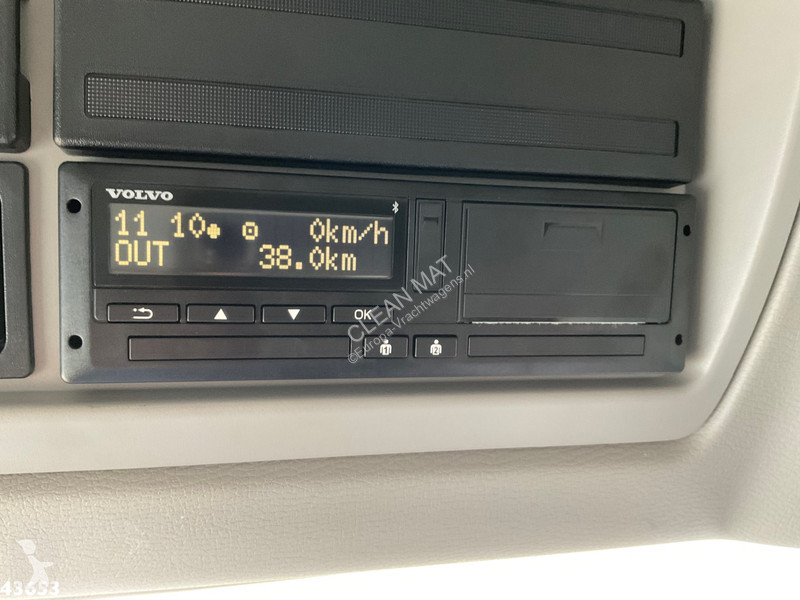 VOLVO
11 10 0km/h
OUT 38.0km
OK
1 2
CLEAN MAT
©Europa-Vrachtwagens.nl
43653